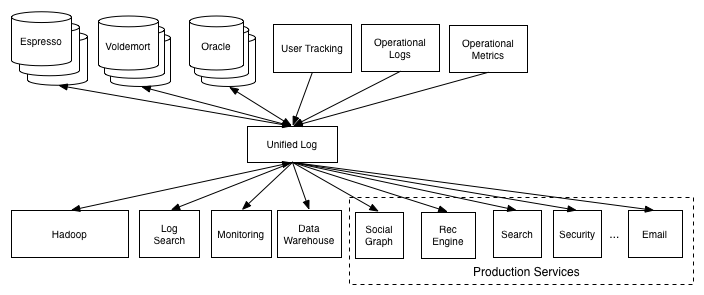 Espresso
Voldemort
Oracle
User Tracking
Operational
Logs
Operational
Metrics
Unified Log
Hadoop
Log
Search
Monitoring
Data
Warehouse
Social
Graph
Rec
Engine
Search
Security
...
Email
Production Services